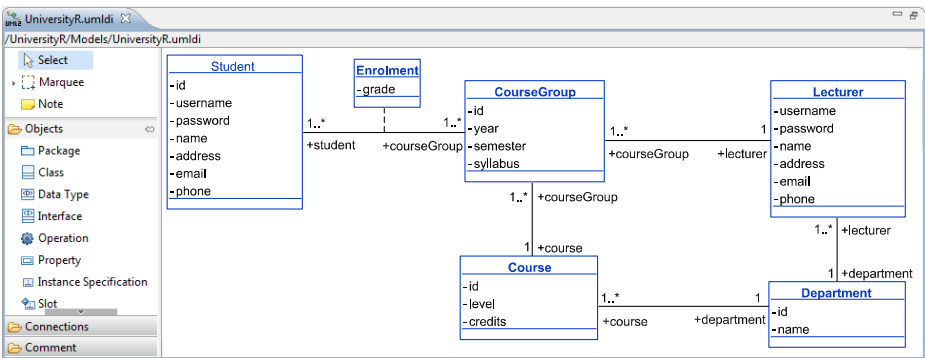 UML2 UniversityR.umldi
/UniversityR/Models/UniversityR.umldi
Select
Marquee
Note
Objects
Package
Class
Data Type
Interface
Operation
Property
Instance Specification
Slot
Connections
Comment
Student
-id
-username
-password
-name
-address
-email
-phone
1..*
+student
Enrolment
-grade
1..*
+courseGroup
CourseGroup
-id
-year
-semester
-syllabus
1..*
+courseGroup
1
+lecturer
Lecturer
-username
-password
-name
-address
-email
-phone
1..* +courseGroup
1 +course
Course
-id
-level
-credits
1..*
+course
1
+department
1..* +lecturer
1 +department
Department
-id
-name